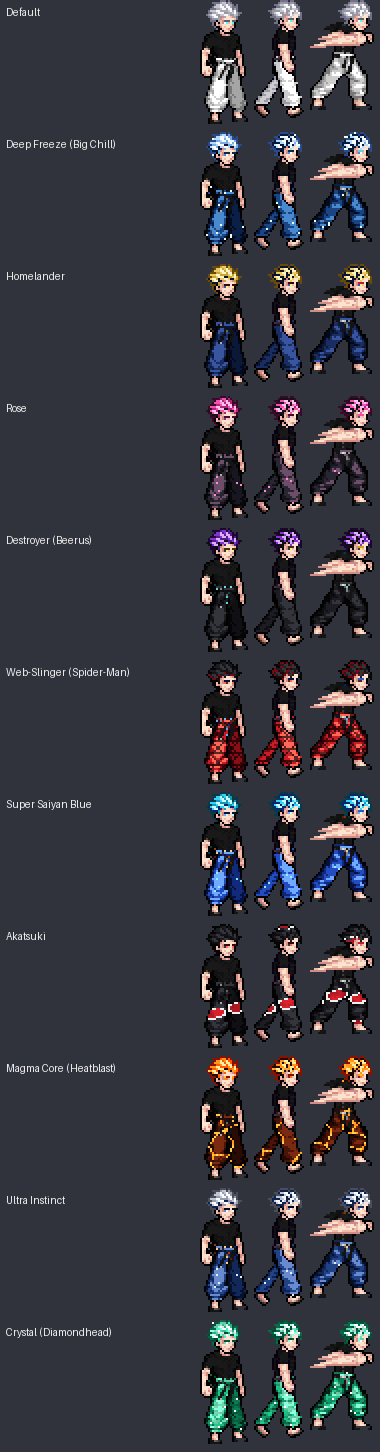 Default
Deep Freeze (Big Chill)
Homelander
Rose
Destroyer (Beerus)
Web-Slinger (Spider-Man)
Super Saiyan Blue
Akatsuki
Magma Core (Heatblast)
Ultra Instinct
Crystal (Diamondhead)